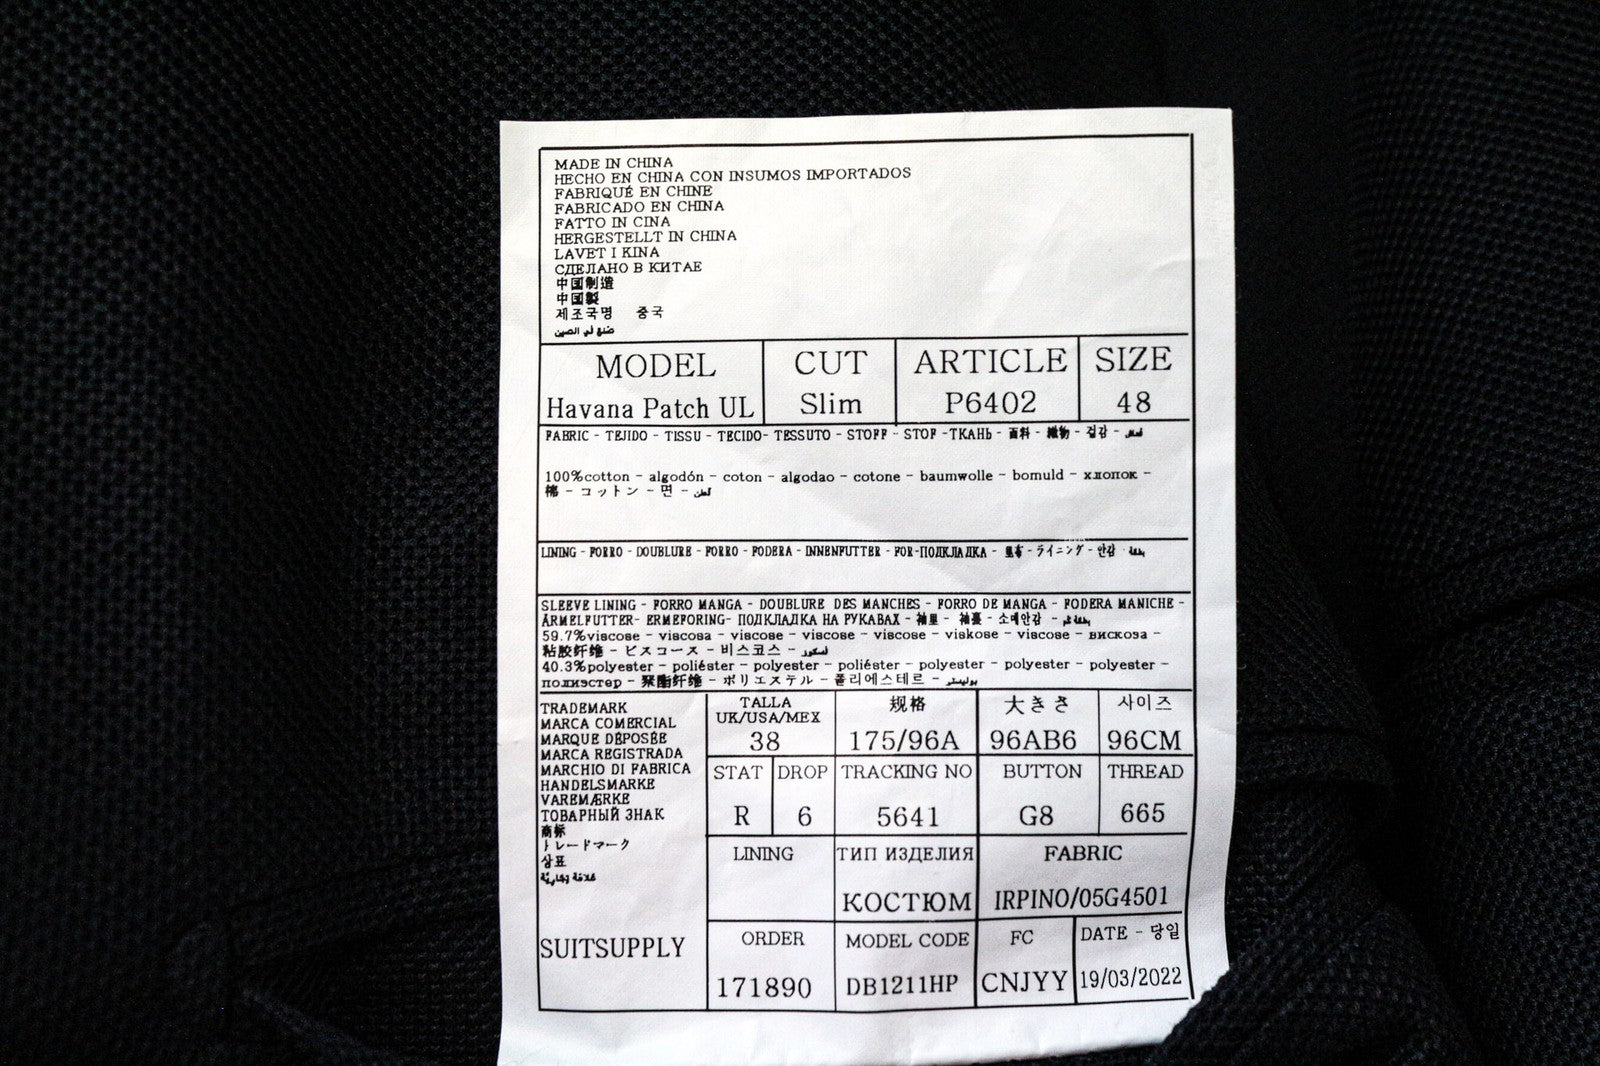 MADE IN CHINA
HECHO EN CHINA CON INSUMOS IMPORTADOS
FABRIQUÉ EN CHINE
FABRICADO EN CHINA
FATTO IN CINA
HERGESTELLT IN CHINA
LAVET I KINA
СДЕЛАНО В КИТАЕ
中国制造
中国製
제조국명 중국
صنع في الصين
MODEL CUT ARTICLE SIZE
Havana Patch UL Slim P6402 48
FABRIC - TEJIDO - TISSU - TECIDO- TESSUTO - STOFF - STOF -ТКАНЬ - 面料 - 織物 - 겉감 - قماش
100%cotton - algodón - coton - algodao - cotone - baumwolle - bomuld - хлопок -
棉 - コットン - 면 - قطن
LINING - FORRO - DOUBLURE - FORRO - FODERA - INNENFUTTER - FOR-ПОДКЛАДКА - 里布 - ライニング - 안감 - بطانة
SLEEVE LINING - FORRO MANGA - DOUBLURE DES MANCHES - FORRO DE MANGA - FODERA MANICHE -
ÄRMELFUTTER- ERMEFORING- ПОДКЛАДКА НА РУКАВАХ - 袖里 - 袖裏 - 소매안감 -
59.7%viscose - viscosa - viscose - viscose - viscose - viskose - viscose - вискоза -
粘胶纤维 - ビスコース - 비스코스 - فسكوز
40.3%polyester - poliéster - polyester - poliéster - polyester - polyester - polyester -
полиэстер - 聚酯纤维 - ポリエステル - 폴리에스테르 - بوليستر
TRADEMARK
MARCA COMERCIAL
MARQUE DÉPOSÉE
MARCA REGISTRADA
MARCHIO DI FABRICA
HANDELSMARKE
VAREMÆRKE
ТОВАРНЫЙ ЗНАК
商标
トレードマーク
상표
علامة تجارية
SUITSUPPLY
TALLA 规格 大きさ 사이즈
UK/USA/MEX
38 175/96A 96AB6 96CM
STAT DROP TRACKING NO BUTTON THREAD
R 6 5641 G8 665
LINING ТИП ИЗДЕЛИЯ FABRIC
КОСТЮМ IRPINO/05G4501
ORDER MODEL CODE FC DATE - 당일
171890 DB1211HP CNJYY 19/03/2022